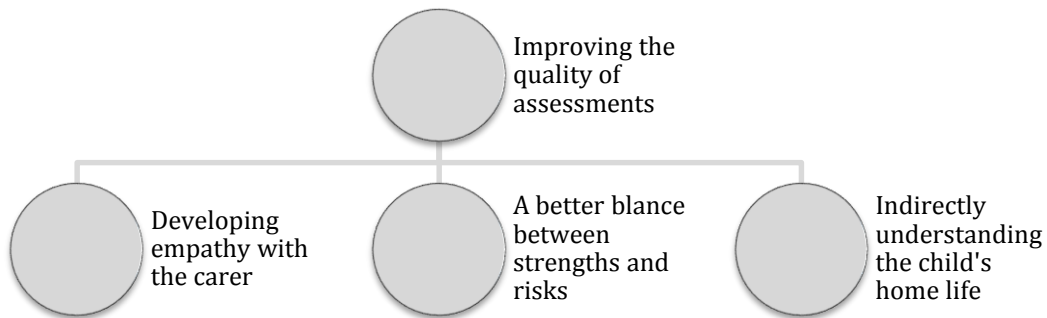 Improving the
quality of
assessments
Developing
empathy with
the carer
A better blance
between
strengths and
risks
Indirectly
understanding
the child's
home life